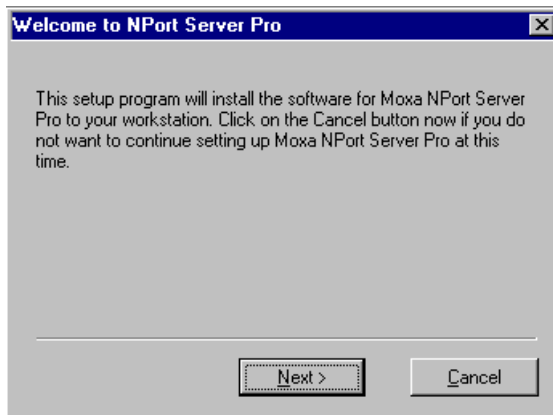 Welcome to NPort Server Pro
This setup program will install the software for Moxa NPort Server
Pro to your workstation. Click on the Cancel button now if you do
not want to continue setting up Moxa NPort Server Pro at this
time.
Next >
Cancel